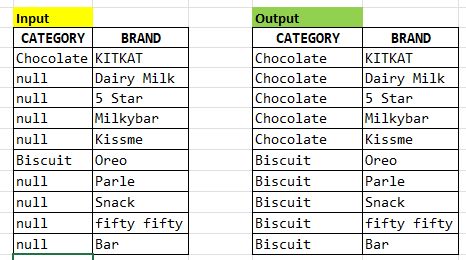 Input Output
CATEGORY BRAND CATEGORY BRAND
Chocolate KITKAT Chocolate KITKAT
null Dairy Milk Chocolate Dairy Milk
null 5 Star Chocolate 5 Star
null Milkybar Chocolate Milkybar
null Kissme Chocolate Kissme
Biscuit Oreo Biscuit Oreo
null Parle Biscuit Parle
null Snack Biscuit Snack
null fifty fifty Biscuit fifty fifty
null Bar Biscuit Bar